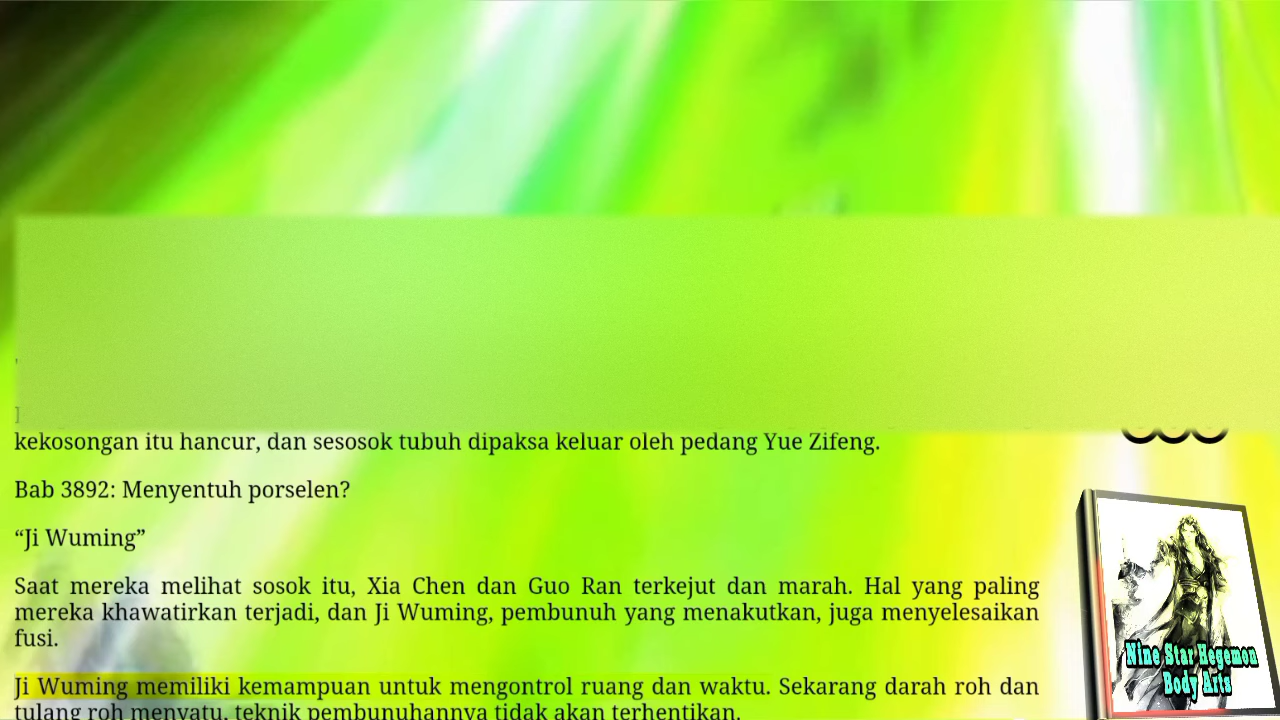 kekosongan itu hancur, dan sesosok tubuh dipaksa keluar oleh pedang Yue Zifeng.
Bab 3892: Menyentuh porselen?
“Ji Wuming”
Saat mereka melihat sosok itu, Xia Chen dan Guo Ran terkejut dan marah. Hal yang paling
mereka khawatirkan terjadi, dan Ji Wuming, pembunuh yang menakutkan, juga menyelesaikan
fusi.
Ji Wuming memiliki kemampuan untuk mengontrol ruang dan waktu. Sekarang darah roh dan
tulang roh menyatu, teknik pembunuhannya tidak akan terhentikan.
Nine Star Hegemon
Body Arts